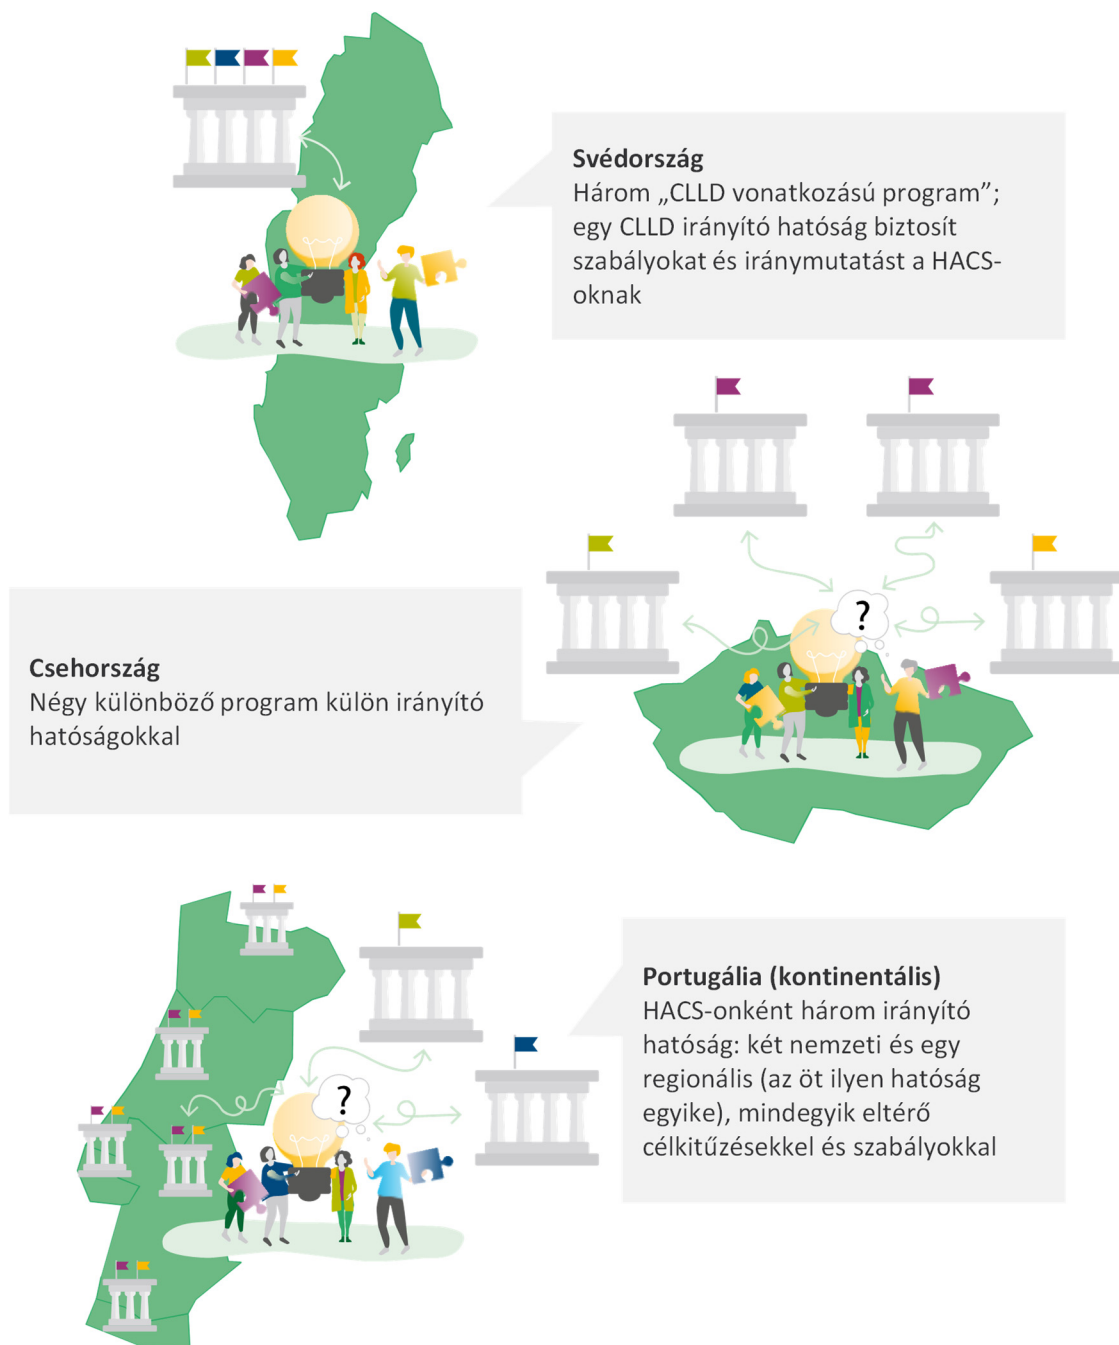 Svédország
Három „CLLD vonatkozású program”;
egy CLLD irányító hatóság biztosít
szabályokat és iránymutatást a HACS-
oknak
?
Csehország
Négy különböző program külön irányító
hatóságokkal
Portugália (kontinentális)
HACS-onként három irányító
hatóság: két nemzeti és egy
regionális (az öt ilyen hatóság
egyike), mindegyik eltérő
célkitűzésekkel és szabályokkal
?